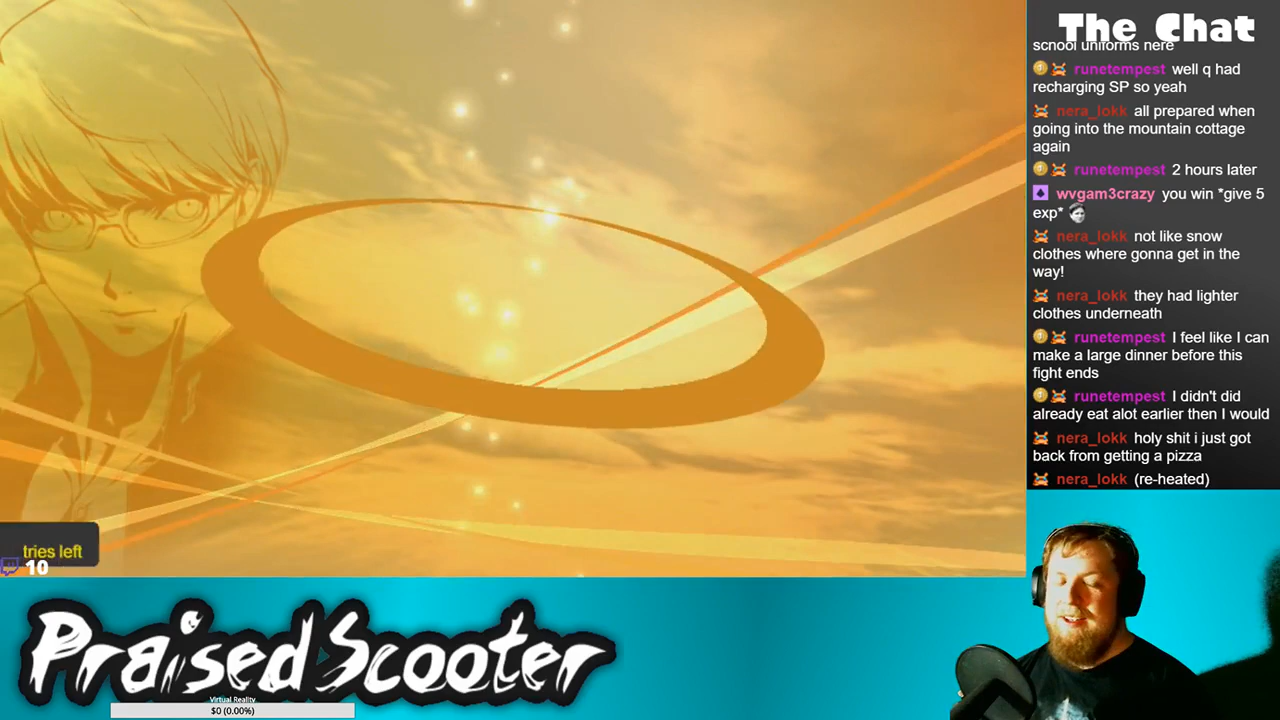 The Chat
school uniforms here
runetempest well q had
recharging SP so yeah
nera_lokk all prepared when
going into the mountain cottage
again
runetempest 2 hours later
wvgam3crazy you win *give 5
exp*
nera_lokk not like snow
clothes where gonna get in the
way!
nera_lokk they had lighter
clothes underneath
runetempest I feel like I can
make a large dinner before this
fight ends
runetempest I didn't did
already eat alot earlier then I would
nera_lokk holy shit i just got
back from getting a pizza
nera_lokk (re-heated)
tries left
10
PraisedScooter
Virtual Reality
$0 (0.00%)